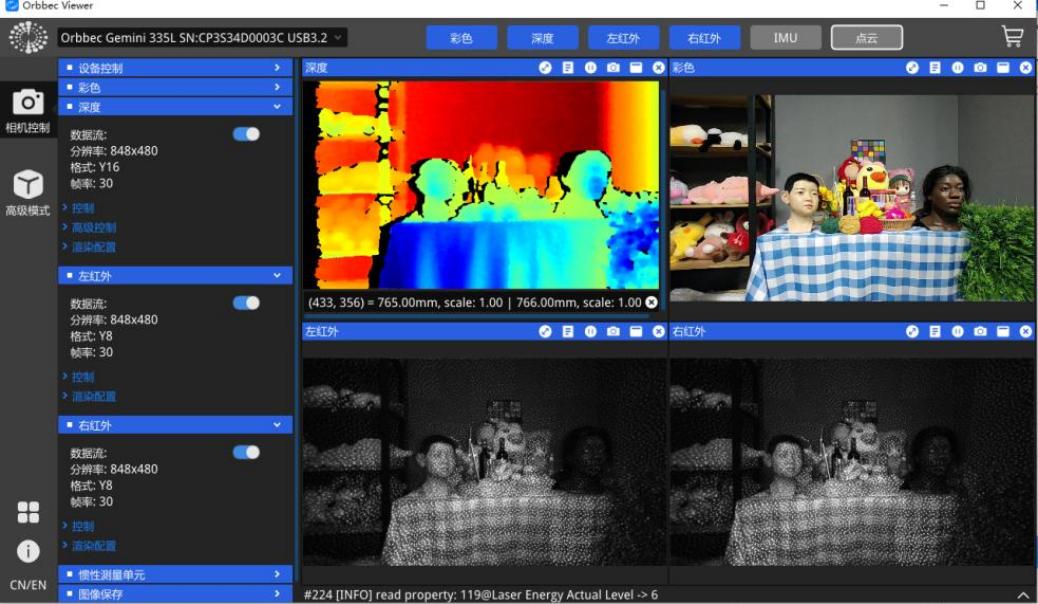 Orbbec Viewer
Orbbec Gemini 335L SN:CP3S34D0003C USB3.2
彩色
深度
左红外
右红外
IMU
点云
相机控制
高级模式
CN/EN
设备控制
彩色
深度
数据流:
分辨率: 848x480
格式: Y16
帧率: 30
控制
高级控制
渲染配置
左红外
数据流:
分辨率: 848x480
格式: Y8
帧率: 30
控制
渲染配置
右红外
数据流:
分辨率: 848x480
格式: Y8
帧率: 30
控制
渲染配置
惯性测量单元
图像保存
深度
(433, 356) = 765.00mm, scale: 1.00 | 766.00mm, scale: 1.00
彩色
左红外
右红外
#224 [INFO] read property: 119@Laser Energy Actual Level -> 6